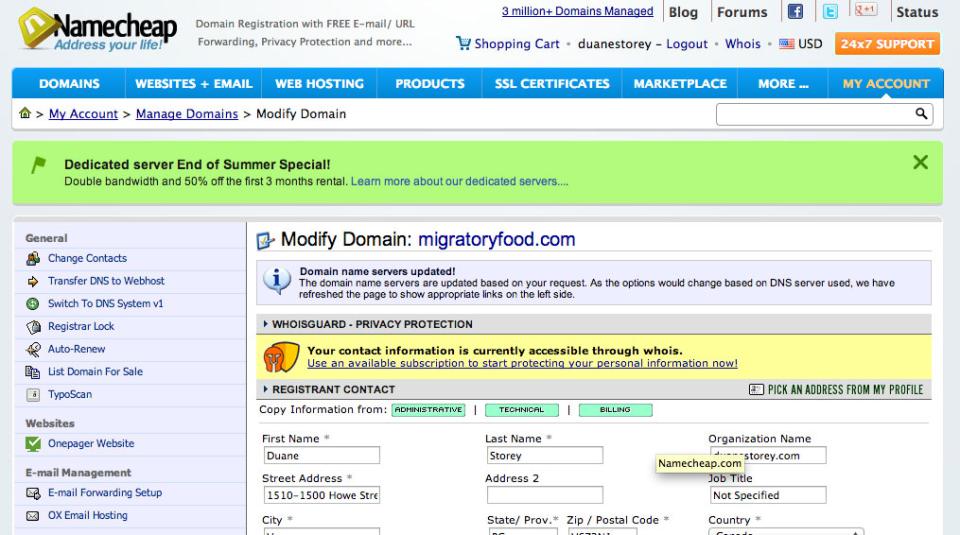 Namecheap
Address your life!
Domain Registration with FREE E-mail/ URL
Forwarding, Privacy Protection and more...
3 million+ Domains Managed
Blog
Forums
+1
Status
Shopping Cart • duanestorey – Logout • Whois • USD
24x7 SUPPORT
DOMAINS
WEBSITES + EMAIL
WEB HOSTING
PRODUCTS
SSL CERTIFICATES
MARKETPLACE
MORE ...
MY ACCOUNT
> My Account > Manage Domains > Modify Domain
Dedicated server End of Summer Special!
Double bandwidth and 50% off the first 3 months rental. Learn more about our dedicated servers....
General
Change Contacts
Transfer DNS to Webhost
Switch To DNS System v1
Registrar Lock
Auto-Renew
List Domain For Sale
TypoScan
Websites
Onepager Website
E-mail Management
E-mail Forwarding Setup
OX Email Hosting
Modify Domain: migratoryfood.com
Domain name servers updated!
The domain name servers are updated based on your request. As the options would change based on DNS server used, we have
refreshed the page to show appropriate links on the left side.
WHOISGUARD - PRIVACY PROTECTION
Your contact information is currently accessible through whois.
Use an available subscription to start protecting your personal information now!
REGISTRANT CONTACT
PICK AN ADDRESS FROM MY PROFILE
Copy Information from: ADMINISTRATIVE | TECHNICAL | BILLING
First Name * Last Name * Organization Name
Duane Storey duanestorey.com
Namecheap.com
Street Address * Address 2 Job Title
1510-1500 Howe Stre Not Specified
City * State/ Prov.* Zip / Postal Code * Country *